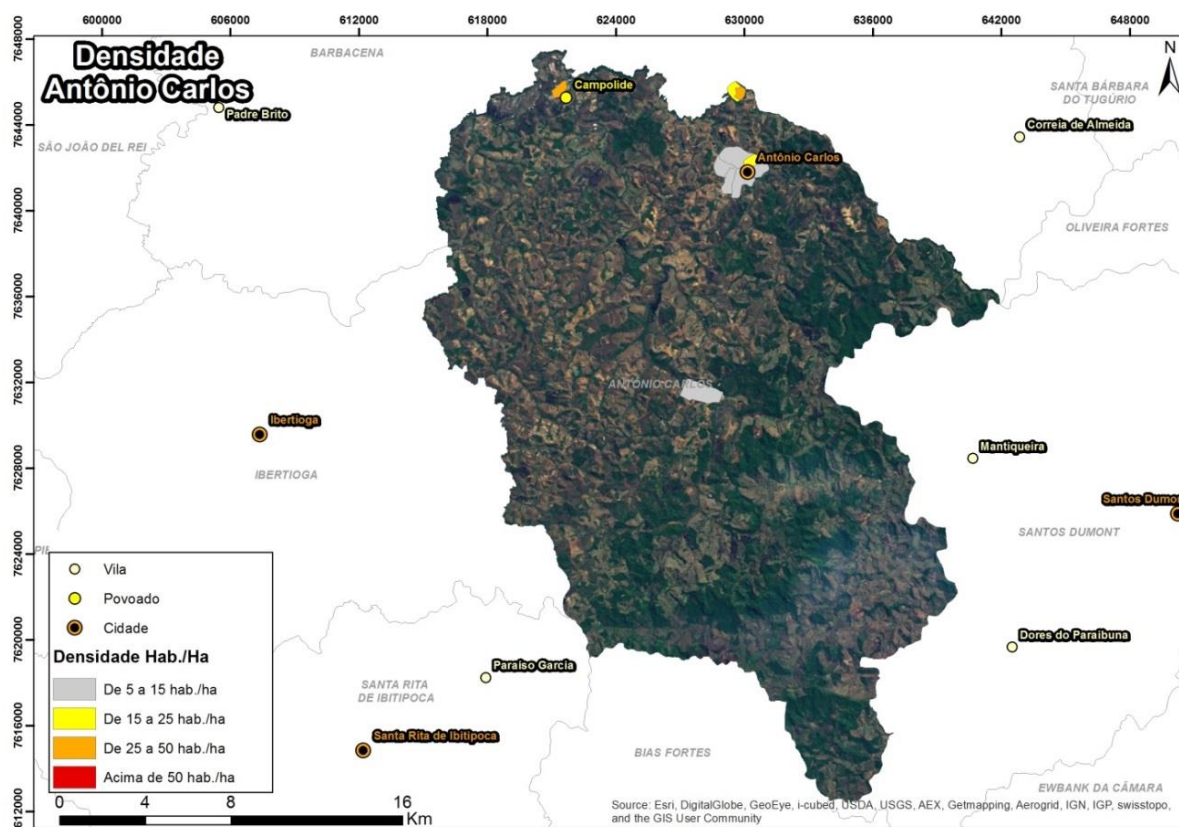 600000
606000
612000
618000
624000
630000
636000
642000
648000
7648000
7644000
7640000
7636000
7632000
7628000
7624000
7620000
7616000
7612000
Densidade
Antônio Carlos
N
BARBACENA
SANTA BÁRBARA
DO TUGÚRIO
Campolide
Padre Brito
Correia de Almeida
SÃO JOÃO DEL REI
Antônio Carlos
OLIVEIRA FORTES
ANTÔNIO CARLOS
Ibertioga
IBERTIOGA
Mantiqueira
Santos Dumon
SANTOS DUMONT
Dores do Paraibuna
Paraíso Garcia
SANTA RITA
DE IBITIPOCA
Santa Rita de Ibitipoca
BIAS FORTES
EWBANK DA CÂMARA
Vila
Povoado
Cidade
Densidade Hab./Ha
De 5 a 15 hab./ha
De 15 a 25 hab./ha
De 25 a 50 hab./ha
Acima de 50 hab./ha
0 4 8 16
Km
Source: Esri, DigitalGlobe, GeoEye, i-cubed, USDA, USGS, AEX, Getmapping, Aerogrid, IGN, IGP, swisstopo,
and the GIS User Community